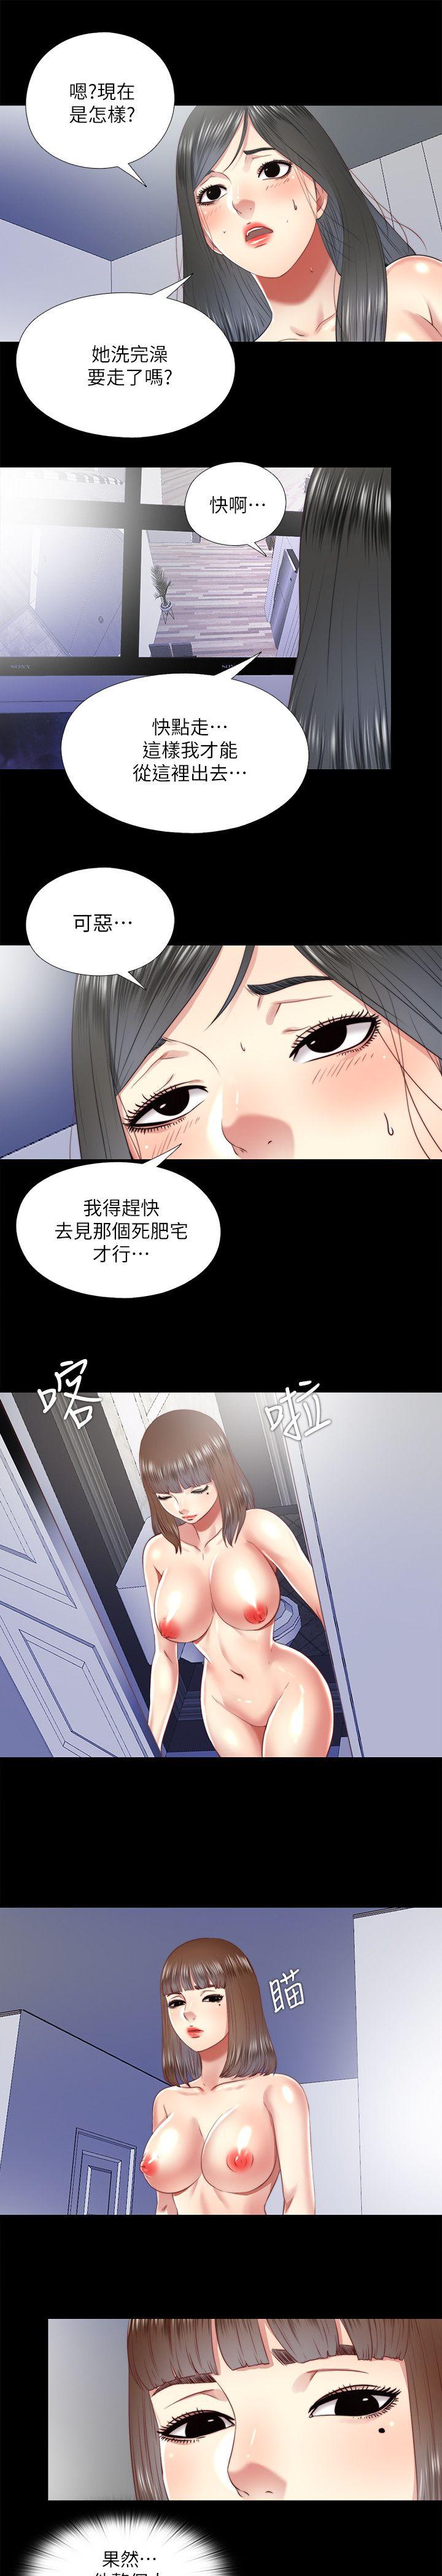 嗯?現在
是怎樣?
她洗完澡
要走了嗎?
快啊…
快點走…
這樣我才能
從這裡出去…
可惡…
我得趕快
去見那個死肥宅
才行…
喀
啦
瞄
果然…